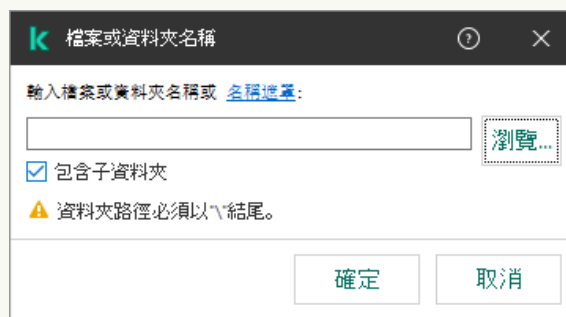 檔案或資料夾名稱
輸入檔案或資料夾名稱或 名稱遮罩:
瀏覽...
包含子資料夾
資料夾路徑必須以"\"結尾。
確定 取消